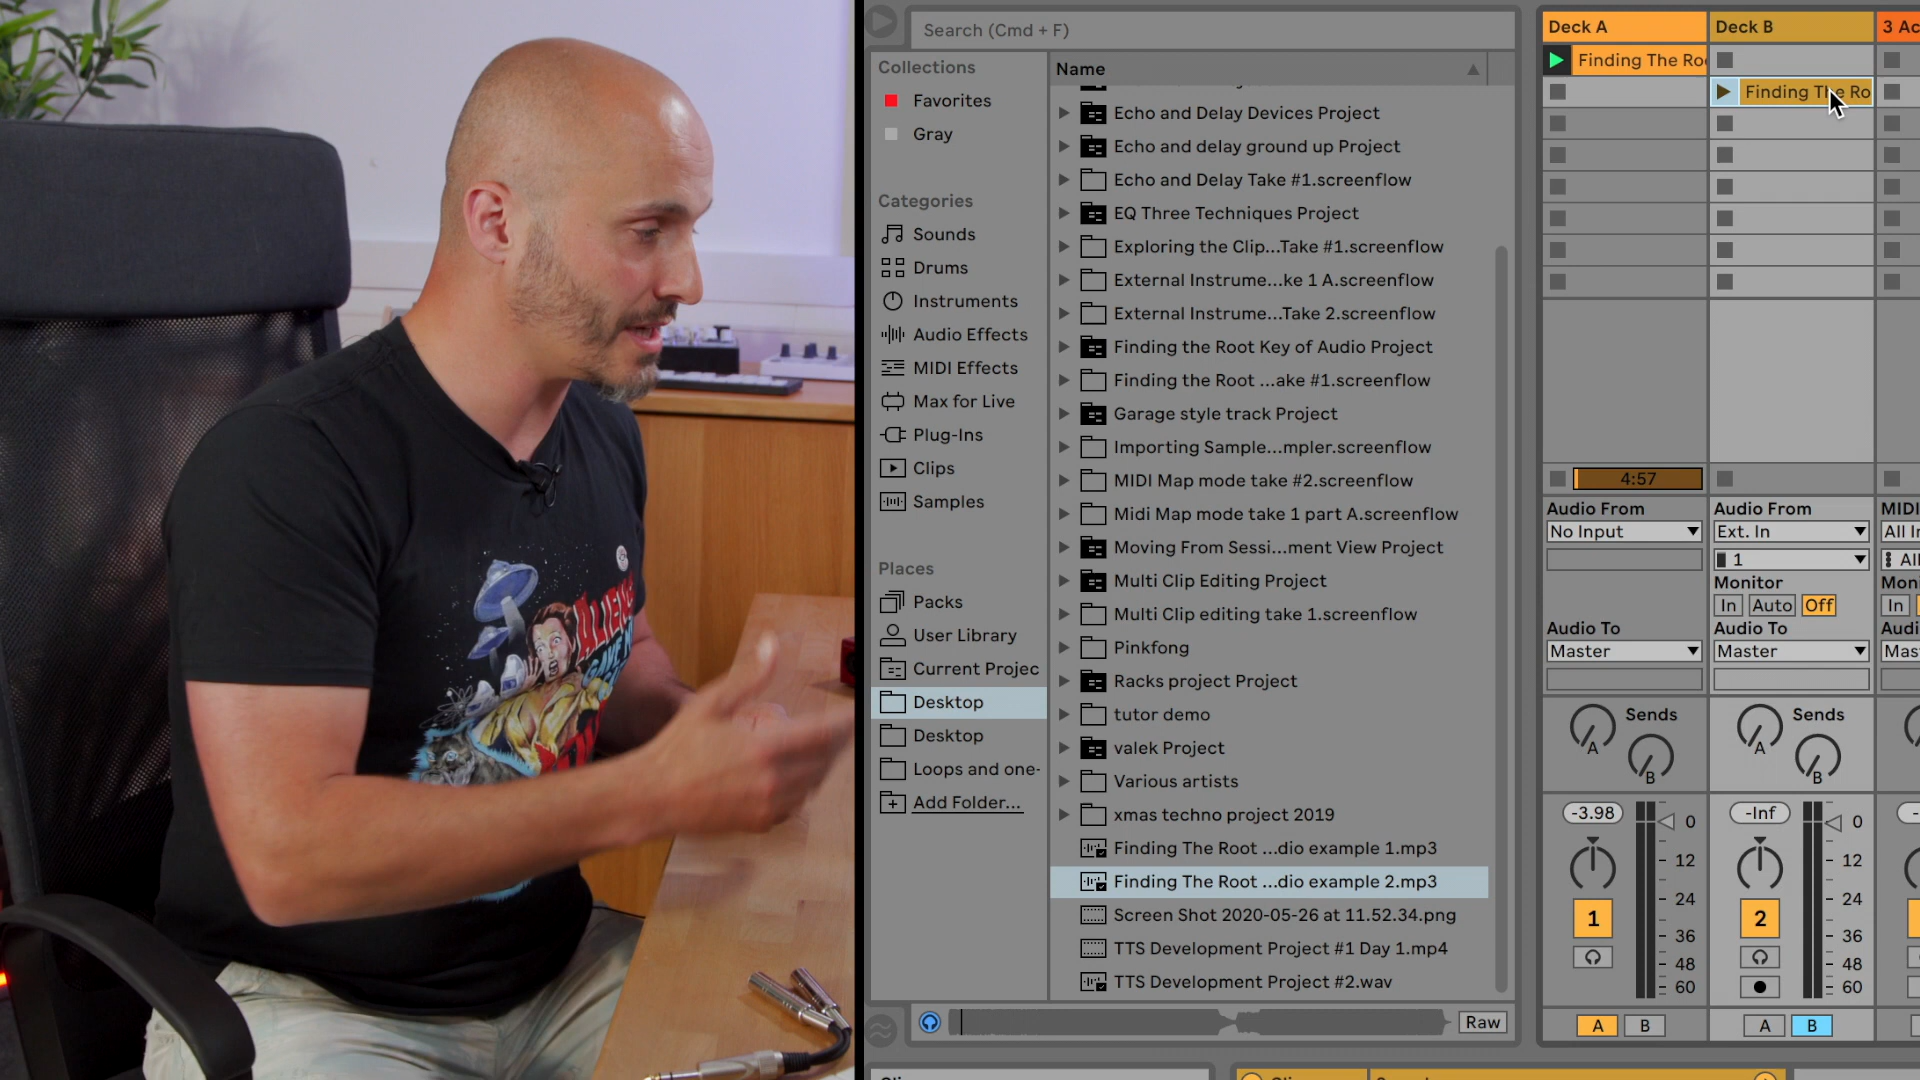 Search (Cmd + F)
Collections
Favorites
Gray
Categories
Sounds
Drums
Instruments
Audio Effects
MIDI Effects
Max for Live
Plug-Ins
Clips
Samples
Places
Packs
User Library
Current Projec
Desktop
Desktop
Loops and one-
Add Folder...
Name
Echo and Delay Devices Project
Echo and delay ground up Project
Echo and Delay Take #1.screenflow
EQ Three Techniques Project
Exploring the Clip...Take #1.screenflow
External Instrume...ke 1 A.screenflow
External Instrume...Take 2.screenflow
Finding the Root Key of Audio Project
Finding the Root ...ake #1.screenflow
Garage style track Project
Importing Sample...mpler.screenflow
MIDI Map mode take #2.screenflow
Midi Map mode take 1 part A.screenflow
Moving From Sessi...ment View Project
Multi Clip Editing Project
Multi Clip editing take 1.screenflow
Pinkfong
Racks project Project
tutor demo
valek Project
Various artists
xmas techno project 2019
Finding The Root ...dio example 1.mp3
Finding The Root ...dio example 2.mp3
Screen Shot 2020-05-26 at 11.52.34.png
TTS Development Project #1 Day 1.mp4
TTS Development Project #2.wav
Raw
Deck A
Finding The Roo
4:57
Audio From
No Input
Audio To
Master
Sends
A
B
-3.98
0
12
24
36
48
60
1
A B
Deck B
Finding The Ro
Audio From
Ext. In
1
Monitor
In Auto Off
Audio To
Master
Sends
A
B
-Inf
0
12
24
36
48
60
2
A B
3 Ac
MIDI
All In
All
Mon
In
Audi
Mas